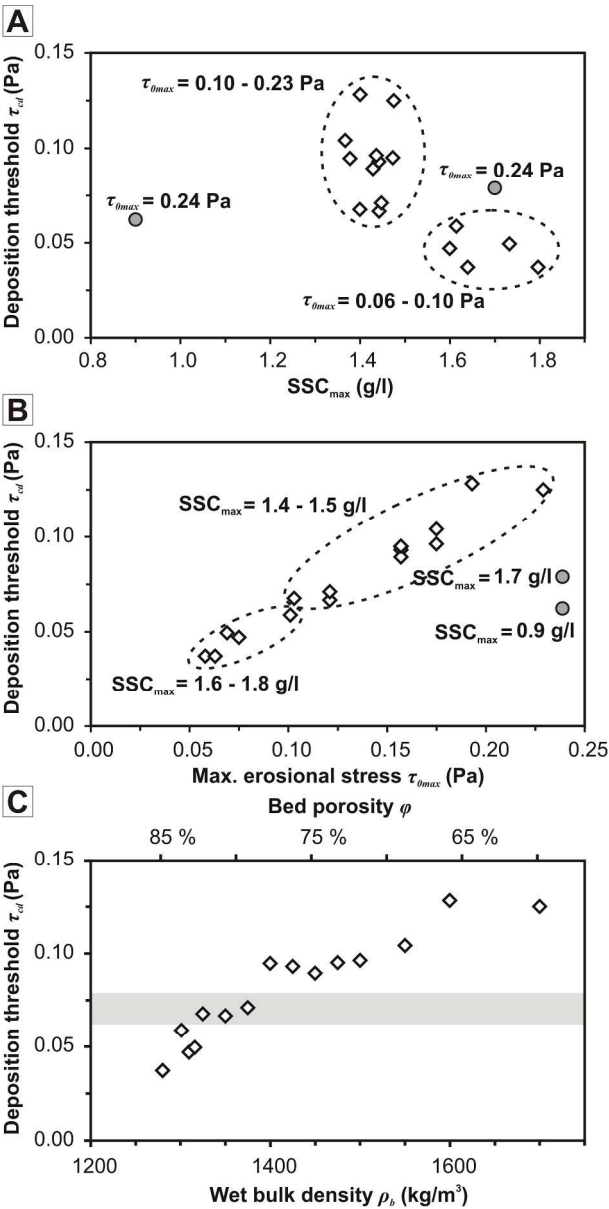 A
Deposition threshold τcd (Pa)
0.15
0.10
0.05
0.00
τ0max = 0.10 - 0.23 Pa
τ0max = 0.24 Pa
τ0max = 0.24 Pa
τ0max = 0.06 - 0.10 Pa
0.8 1.0 1.2 1.4 1.6 1.8
SSCmax (g/l)
B
Deposition threshold τcd (Pa)
0.15
0.10
0.05
0.00
SSCmax = 1.4 - 1.5 g/l
SSCmax = 1.7 g/l
SSCmax = 0.9 g/l
SSCmax = 1.6 - 1.8 g/l
0.00 0.05 0.10 0.15 0.20 0.25
Max. erosional stress τ0max (Pa)
C
Bed porosity φ
85 % 75 % 65 %
Deposition threshold τcd (Pa)
0.15
0.10
0.05
0.00
1200 1400 1600
Wet bulk density ρb (kg/m³)